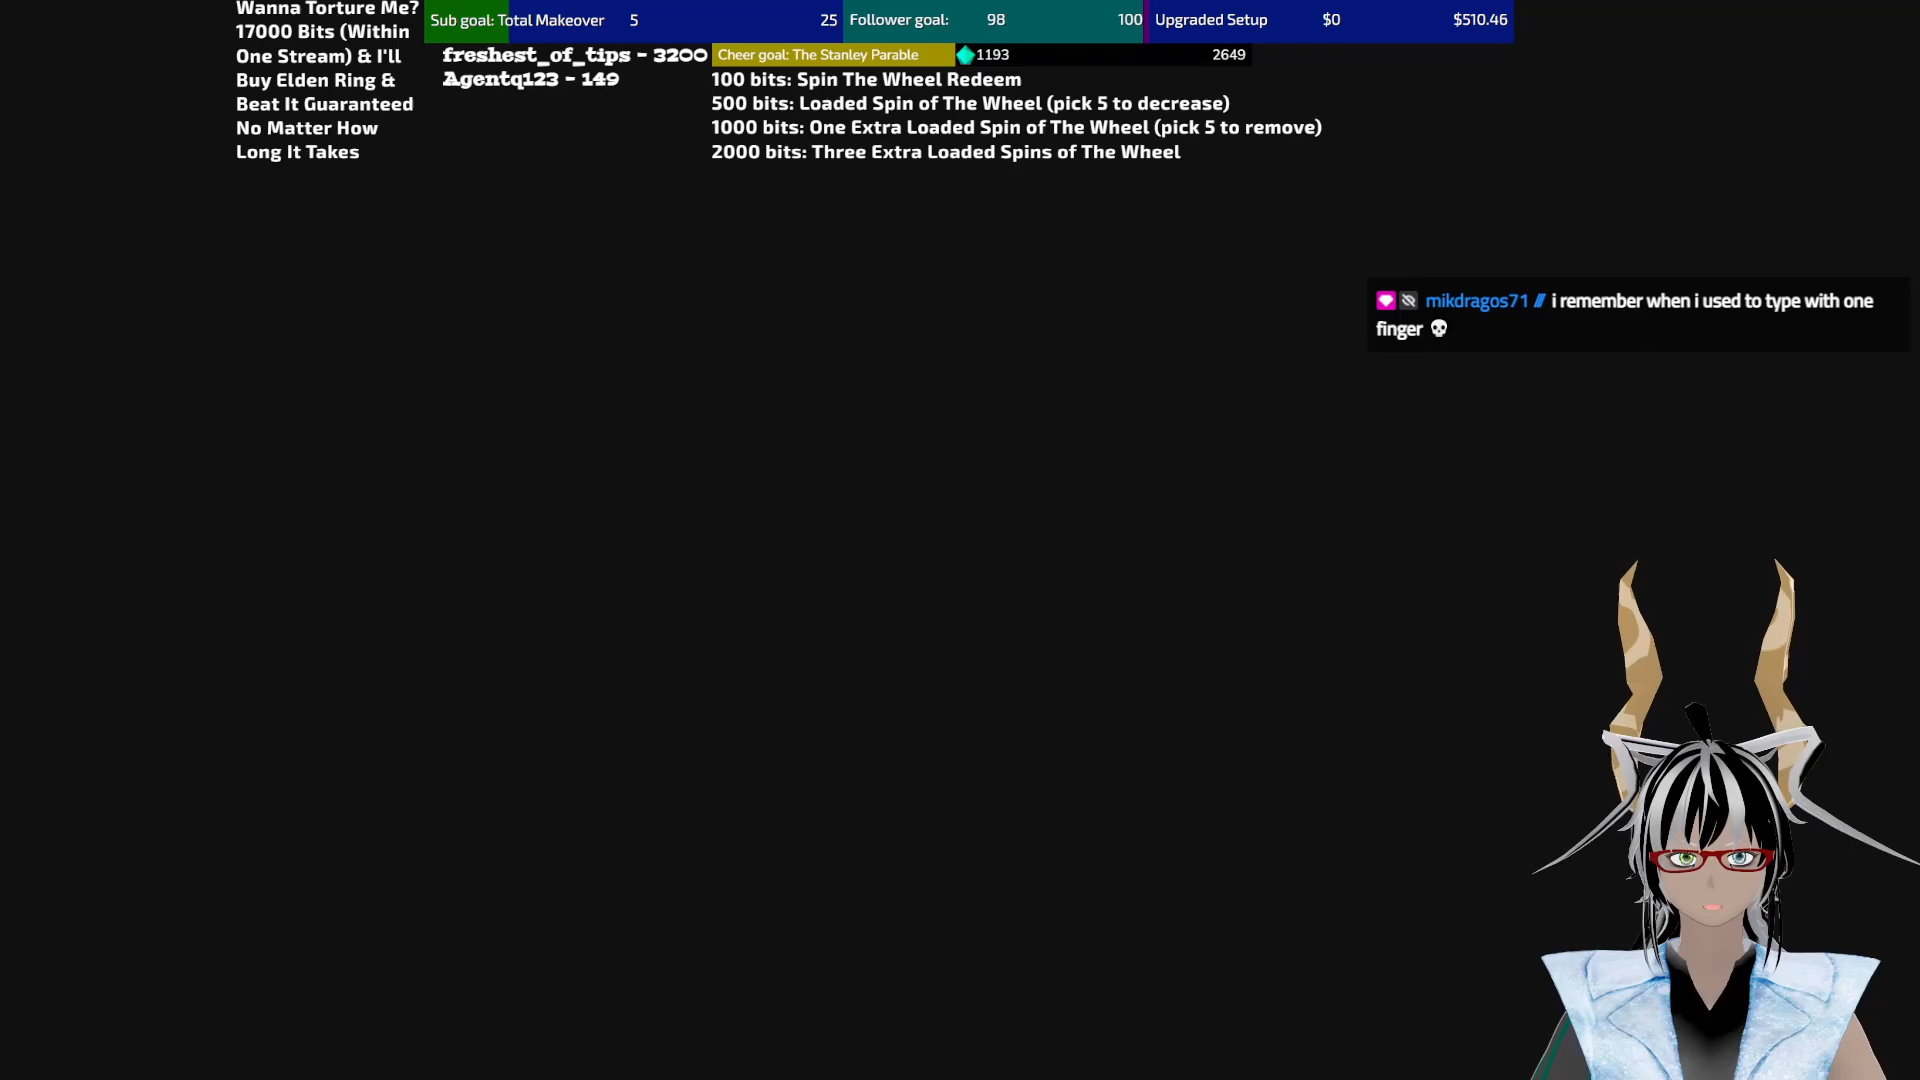 Wanna Torture Me?
17000 Bits (Within
One Stream) & I'll
Buy Elden Ring &
Beat It Guaranteed
No Matter How
Long It Takes
Sub goal: Total Makeover 5 25
Follower goal: 98 100
Upgraded Setup $0 $510.46
freshest_of_tips - 3200
Agentq123 - 149
Cheer goal: The Stanley Parable 1193 2649
100 bits: Spin The Wheel Redeem
500 bits: Loaded Spin of The Wheel (pick 5 to decrease)
1000 bits: One Extra Loaded Spin of The Wheel (pick 5 to remove)
2000 bits: Three Extra Loaded Spins of The Wheel
mikdragos71 // i remember when i used to type with one
finger 💀